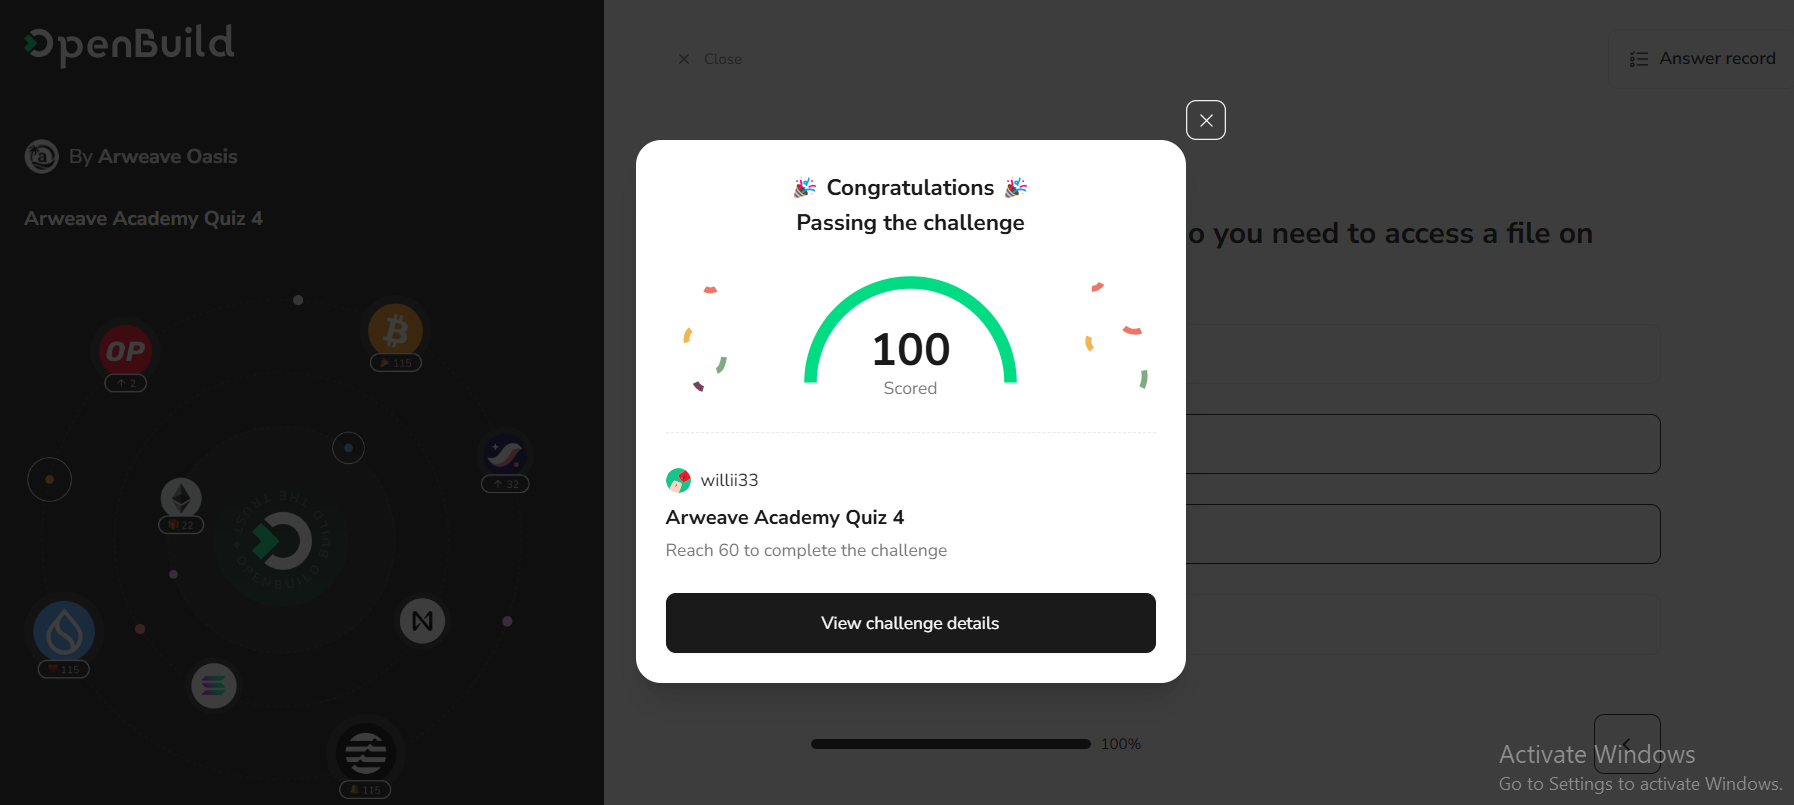 OpenBuild
By Arweave Oasis
Arweave Academy Quiz 4
OP
2
115
32
22
BUILD THE TRUST
OPENBUILD
115
115
Close
Answer record
o you need to access a file on
Congratulations
Passing the challenge
100
Scored
willii33
Arweave Academy Quiz 4
Reach 60 to complete the challenge
View challenge details
100%
Activate Windows
Go to Settings to activate Windows.